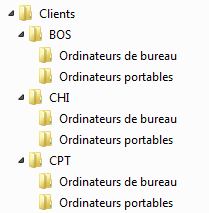 Clients
BOS
Ordinateurs de bureau
Ordinateurs portables
CHI
Ordinateurs de bureau
Ordinateurs portables
CPT
Ordinateurs de bureau
Ordinateurs portables